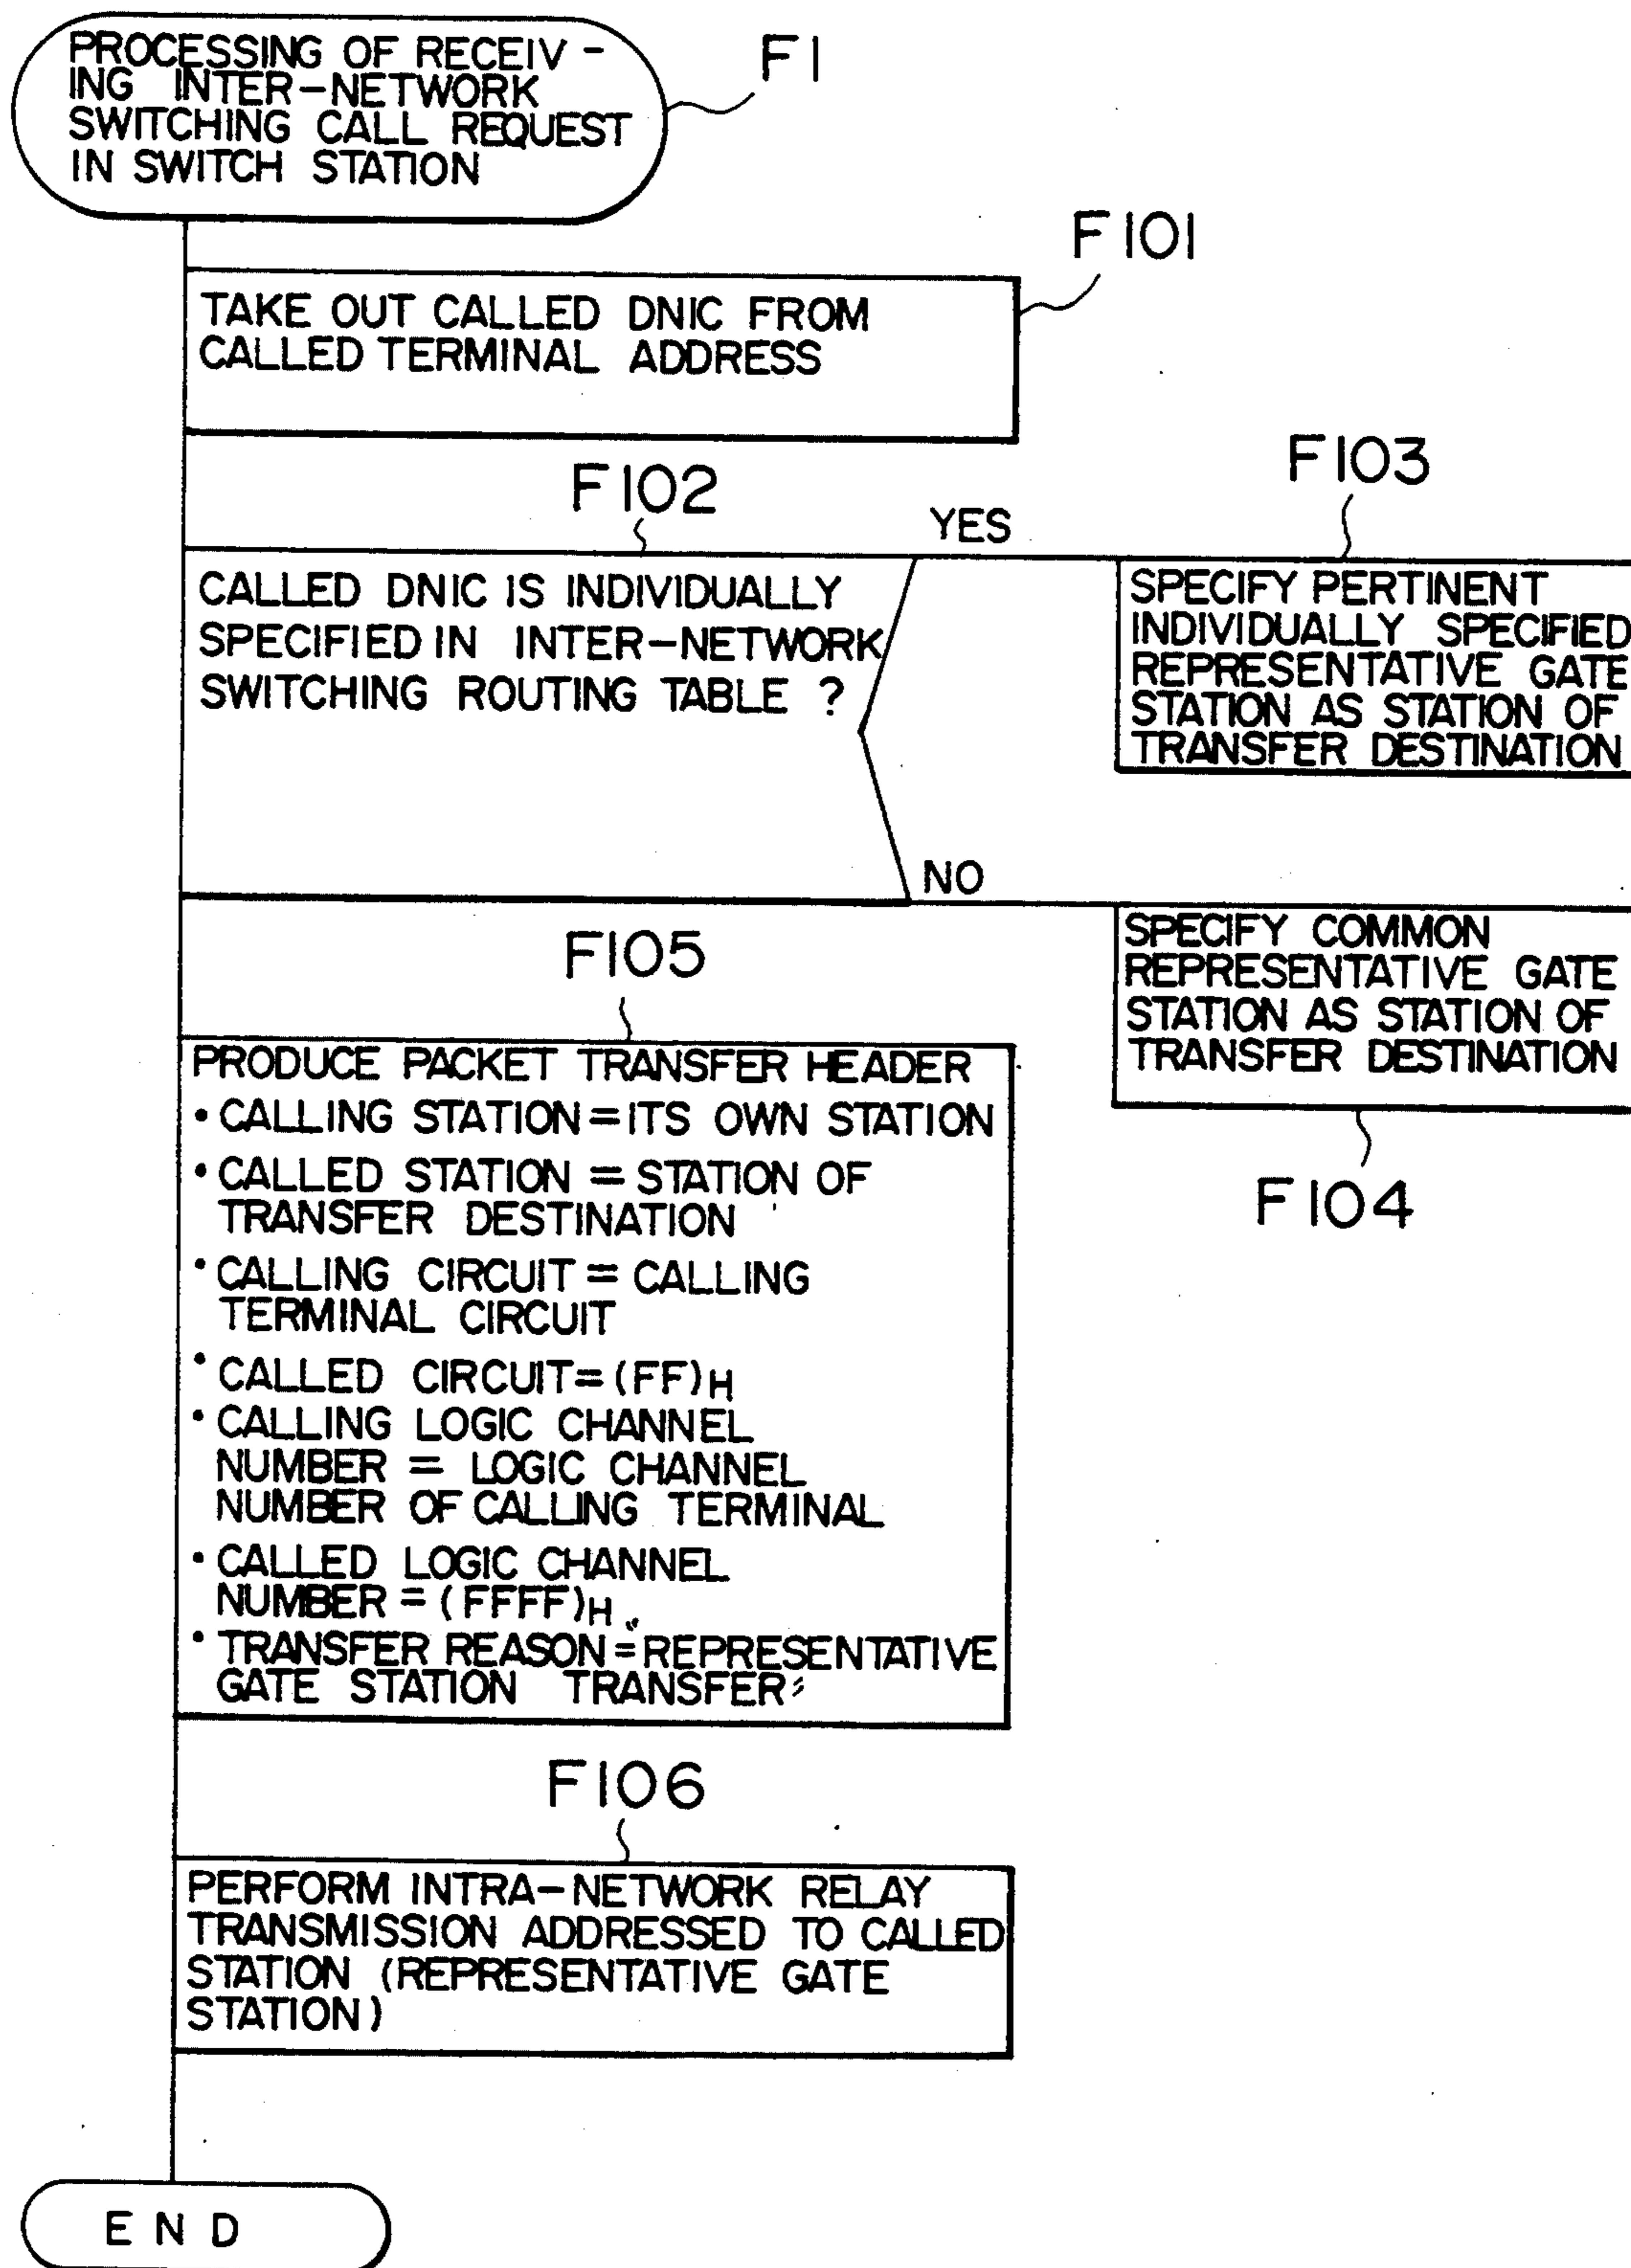 PROCESSING OF RECEIV-
ING INTER-NETWORK
SWITCHING CALL REQUEST
IN SWITCH STATION
F1
F101
TAKE OUT CALLED DNIC FROM
CALLED TERMINAL ADDRESS
F102
YES
F103
CALLED DNIC IS INDIVIDUALLY
SPECIFIED IN INTER-NETWORK
SWITCHING ROUTING TABLE ?
SPECIFY PERTINENT
INDIVIDUALLY SPECIFIED
REPRESENTATIVE GATE
STATION AS STATION OF
TRANSFER DESTINATION
NO
SPECIFY COMMON
REPRESENTATIVE GATE
STATION AS STATION OF
TRANSFER DESTINATION
F104
F105
PRODUCE PACKET TRANSFER HEADER
• CALLING STATION = ITS OWN STATION
• CALLED STATION = STATION OF
TRANSFER DESTINATION
• CALLING CIRCUIT = CALLING
TERMINAL CIRCUIT
• CALLED CIRCUIT = (FF)H
• CALLING LOGIC CHANNEL
NUMBER = LOGIC CHANNEL
NUMBER OF CALLING TERMINAL
• CALLED LOGIC CHANNEL
NUMBER = (FFFF)H
• TRANSFER REASON = "REPRESENTATIVE
GATE STATION TRANSFER"
F106
PERFORM INTRA-NETWORK RELAY
TRANSMISSION ADDRESSED TO CALLED
STATION (REPRESENTATIVE GATE
STATION)
END